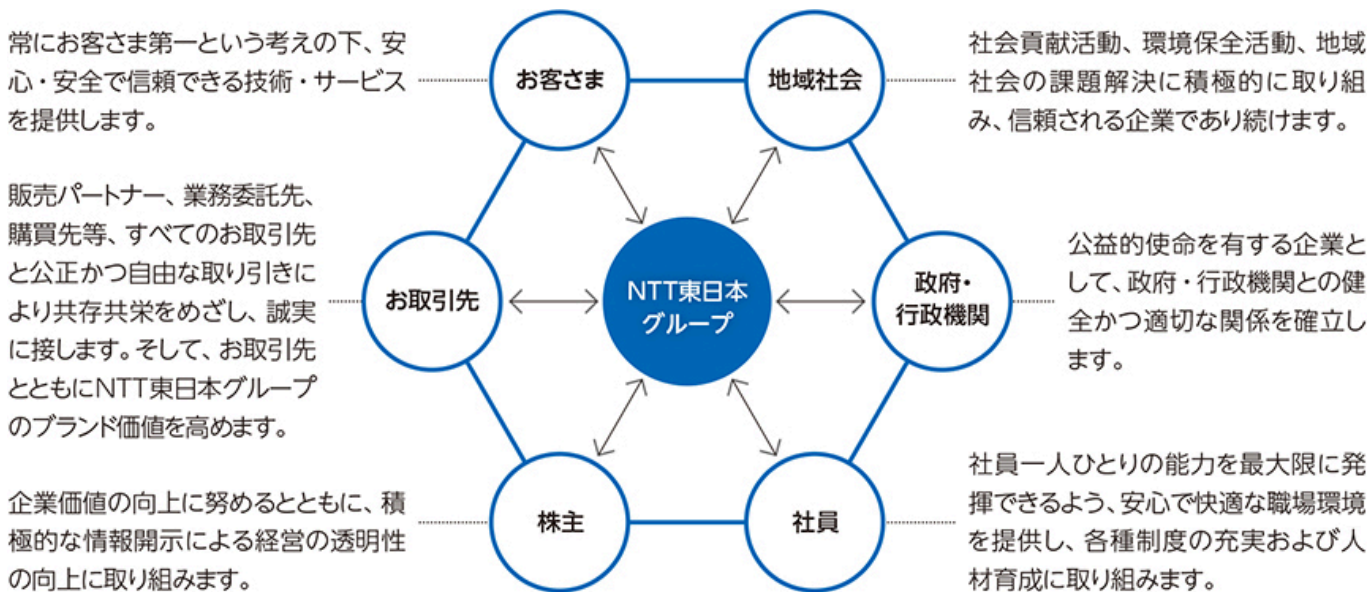 常にお客さま第一という考えの下、安
心・安全で信頼できる技術・サービス
を提供します。
お客さま
地域社会
社会貢献活動、環境保全活動、地域
社会の課題解決に積極的に取り組
み、信頼される企業であり続けます。
販売パートナー、業務委託先、
購買先等、すべてのお取引先
と公正かつ自由な取り引きに
より共存共栄をめざし、誠実
に接します。そして、お取引先
とともにNTT東日本グループ
のブランド価値を高めます。
お取引先
NTT東日本
グループ
政府・
行政機関
公益的使命を有する企業と
して、政府・行政機関との健
全かつ適切な関係を確立し
ます。
企業価値の向上に努めるとともに、積
極的な情報開示による経営の透明性
の向上に取り組みます。
株主
社員
社員一人ひとりの能力を最大限に発
揮できるよう、安心で快適な職場環境
を提供し、各種制度の充実および人
材育成に取り組みます。